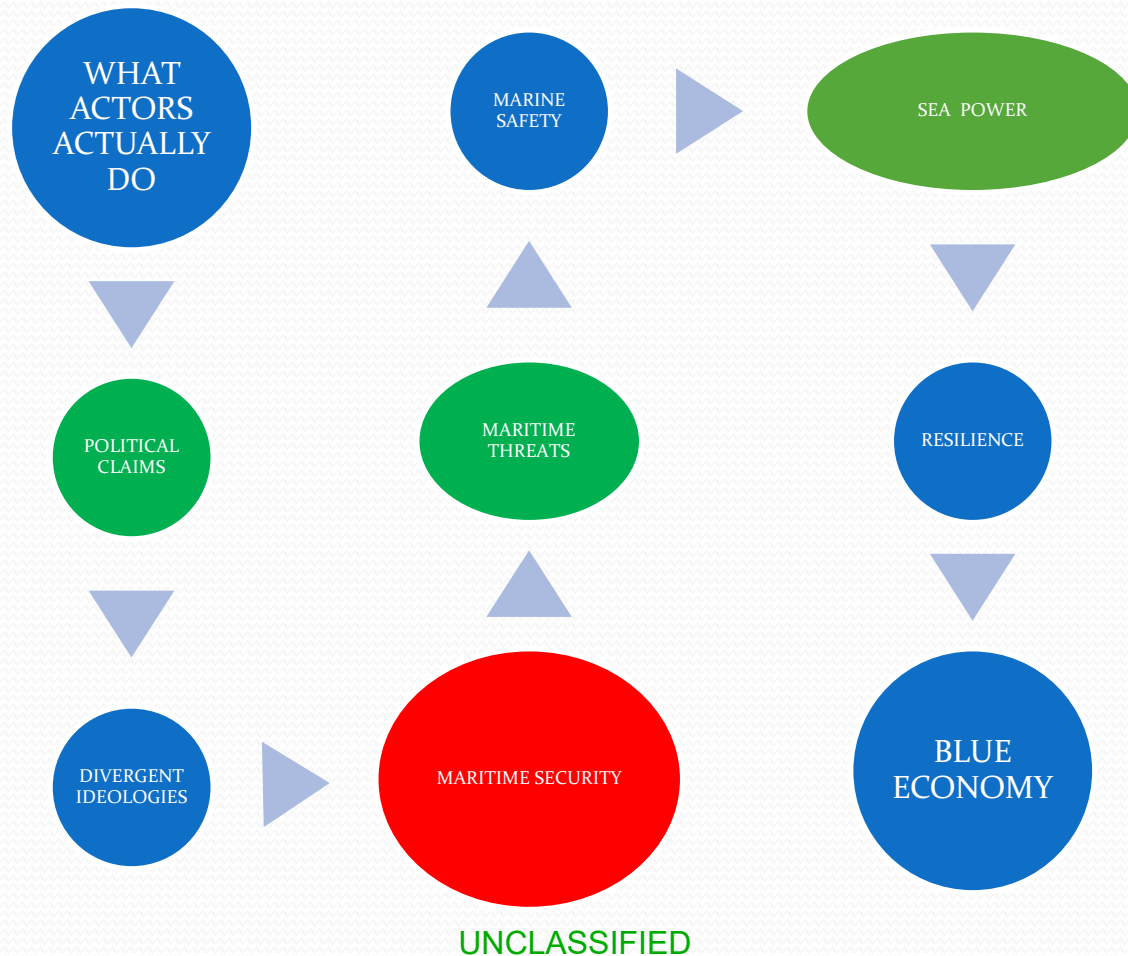 WHAT
ACTORS
ACTUALLY
DO
POLITICAL
CLAIMS
DIVERGENT
IDEOLOGIES
MARITIME SECURITY
MARITIME
THREATS
MARINE
SAFETY
SEA POWER
RESILIENCE
BLUE
ECONOMY
UNCLASSIFIED